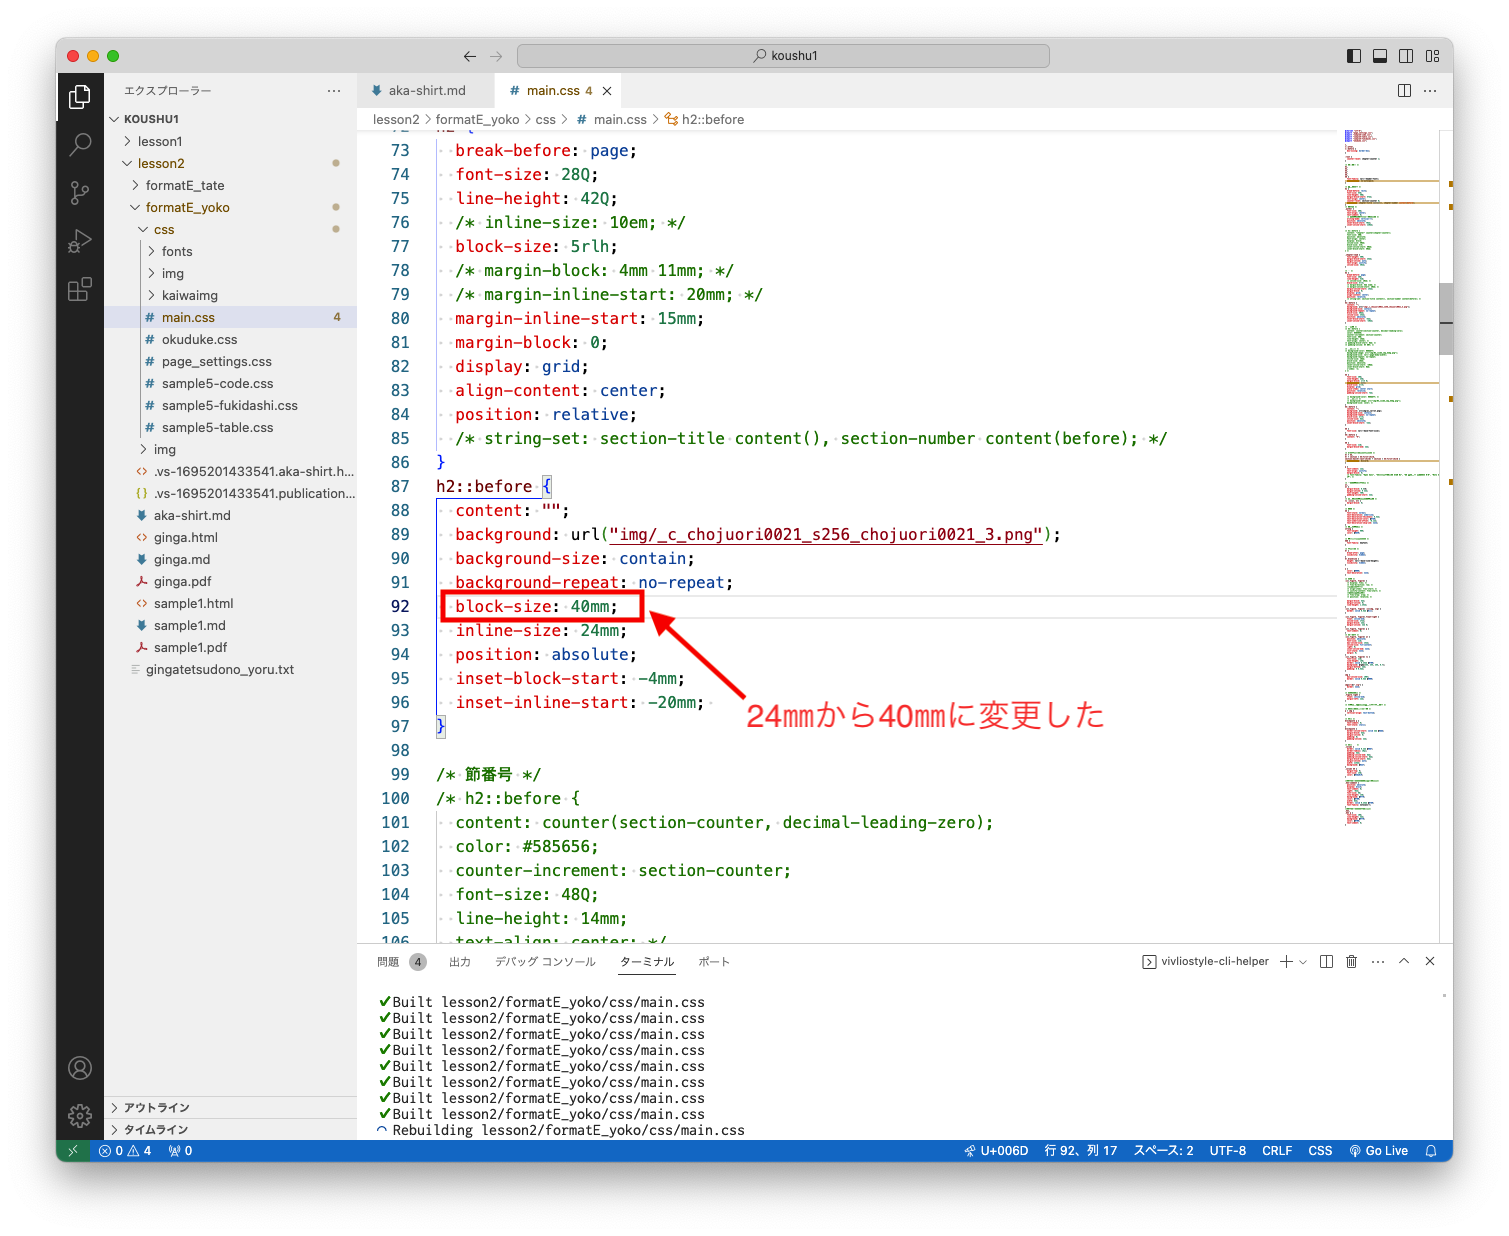 koushu1
エクスプローラー
KOUSHU1
lesson1
lesson2
formatE_tate
formatE_yoko
css
fonts
img
kaiwaimg
# main.css 4
# okuduke.css
# page_settings.css
# sample5-code.css
# sample5-fukidashi.css
# sample5-table.css
img
<> .vs-1695201433541.aka-shirt.h...
{} .vs-1695201433541.publication...
aka-shirt.md
<> ginga.html
ginga.md
ginga.pdf
<> sample1.html
sample1.md
sample1.pdf
gingatetsudono_yoru.txt
アウトライン
タイムライン
aka-shirt.md
# main.css 4
lesson2 > formatE_yoko > css > # main.css > h2::before
72 h2 {
73 break-before: page;
74 font-size: 28Q;
75 line-height: 42Q;
76 /* inline-size: 10em; */
77 block-size: 5rlh;
78 /* margin-block: 4mm 11mm; */
79 /* margin-inline-start: 20mm; */
80 margin-inline-start: 15mm;
81 margin-block: 0;
82 display: grid;
83 align-content: center;
84 position: relative;
85 /* string-set: section-title content(), section-number content(before); */
86 }
87 h2::before {
88 content: "";
89 background: url("img/_c_chojuori0021_s256_chojuori0021_3.png");
90 background-size: contain;
91 background-repeat: no-repeat;
92 block-size: 40mm;
93 inline-size: 24mm;
94 position: absolute;
95 inset-block-start: -4mm;
96 inset-inline-start: -20mm;
97 }
24㎜から40㎜に変更した
98
99 /* 節番号 */
100 /* h2::before {
101 content: counter(section-counter, decimal-leading-zero);
102 color: #585656;
103 counter-increment: section-counter;
104 font-size: 48Q;
105 line-height: 14mm;
106 text-align: center; */
問題 4 出力 デバッグ コンソール ターミナル ポート
vivliostyle-cli-helper
Built lesson2/formatE_yoko/css/main.css
Built lesson2/formatE_yoko/css/main.css
Built lesson2/formatE_yoko/css/main.css
Built lesson2/formatE_yoko/css/main.css
Built lesson2/formatE_yoko/css/main.css
Built lesson2/formatE_yoko/css/main.css
Built lesson2/formatE_yoko/css/main.css
Built lesson2/formatE_yoko/css/main.css
Rebuilding lesson2/formatE_yoko/css/main.css
0 4 0 U+006D 行 92、列 17 スペース: 2 UTF-8 CRLF CSS Go Live